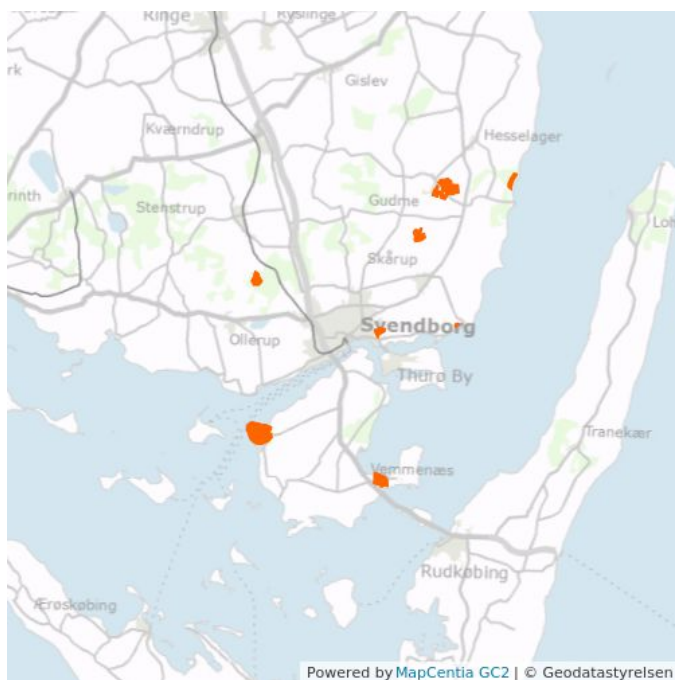 Ringe
Ryslinge
Gislev
Kværndrup
Hesselager
Stenstrup
Gudme
Skårup
Svendborg
Ollerup
Thurø By
Tranekær
Vemmenæs
Rudkøbing
Ærøskøbing
Powered by MapCentia GC2 | © Geodatastyrelsen